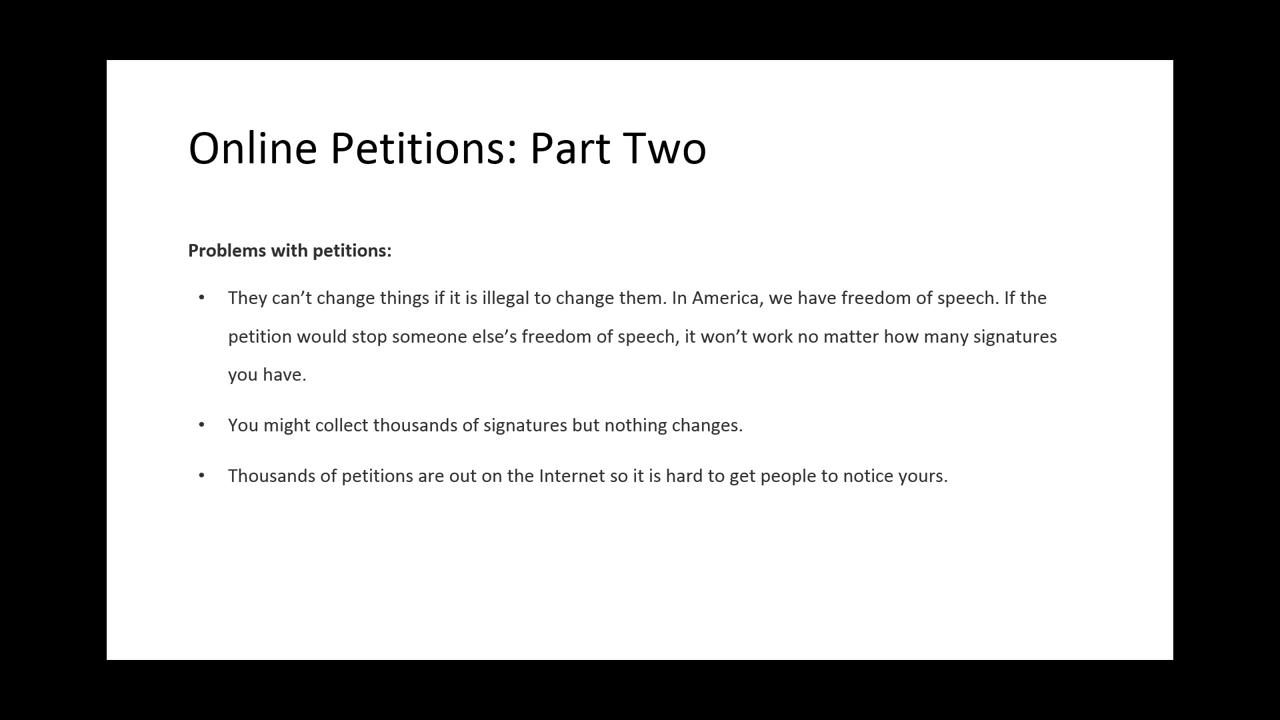 Online Petitions: Part Two
Problems with petitions:
• They can’t change things if it is illegal to change them. In America, we have freedom of speech. If the
petition would stop someone else’s freedom of speech, it won’t work no matter how many signatures
you have.
• You might collect thousands of signatures but nothing changes.
• Thousands of petitions are out on the Internet so it is hard to get people to notice yours.